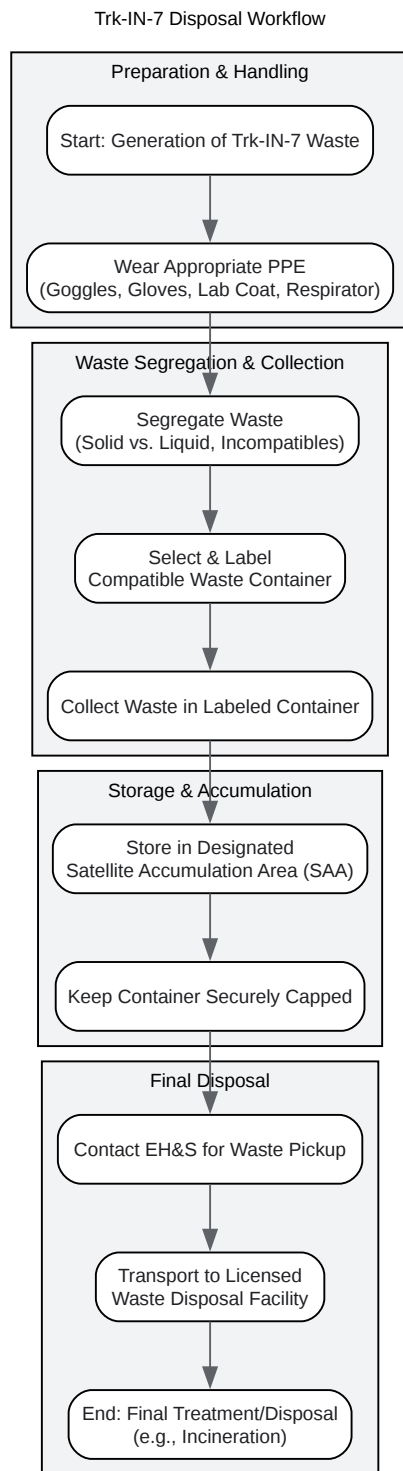 Trk-IN-7 Disposal Workflow
Preparation & Handling
Start: Generation of Trk-IN-7 Waste
Wear Appropriate PPE
(Goggles, Gloves, Lab Coat, Respirator)
Waste Segregation & Collection
Segregate Waste
(Solid vs. Liquid, Incompatibles)
Select & Label
Compatible Waste Container
Collect Waste in Labeled Container
Storage & Accumulation
Store in Designated
Satellite Accumulation Area (SAA)
Keep Container Securely Capped
Final Disposal
Contact EH&S for Waste Pickup
Transport to Licensed
Waste Disposal Facility
End: Final Treatment/Disposal
(e.g., Incineration)